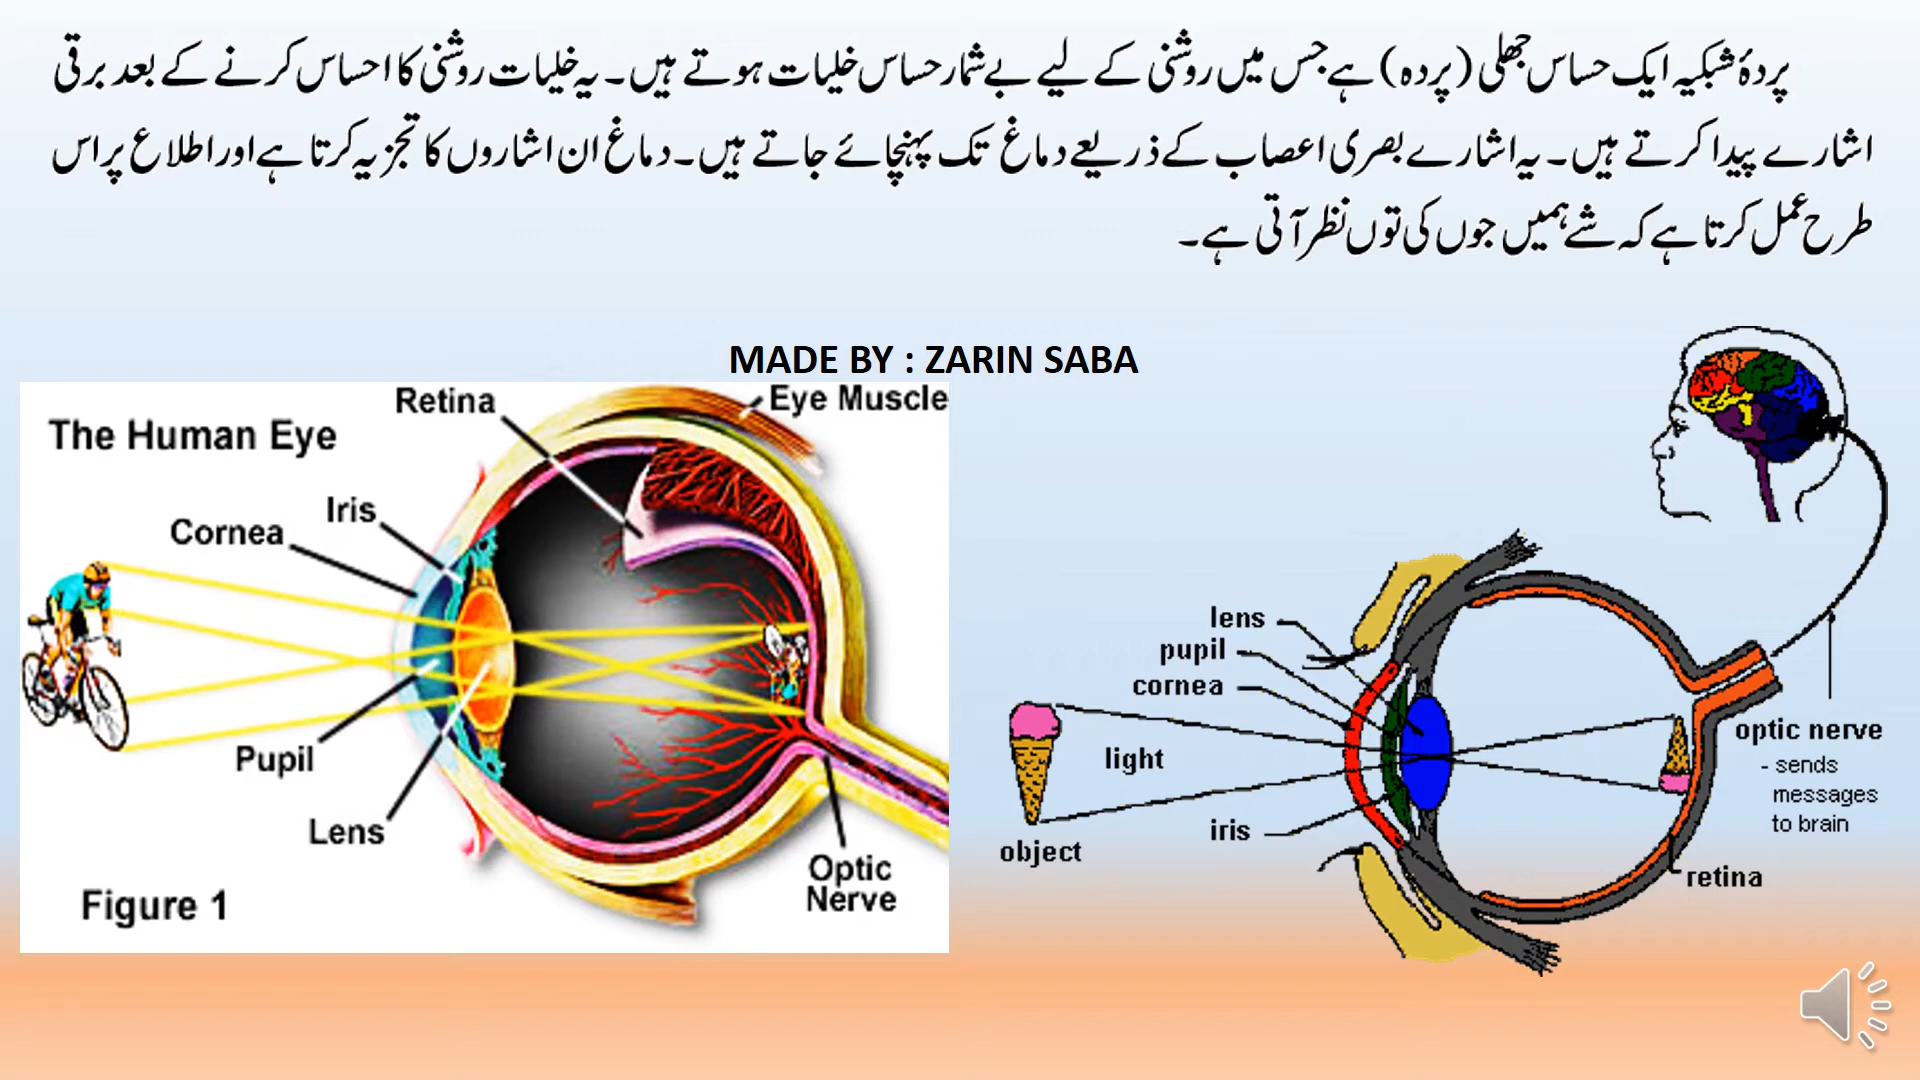 پردۂ شبکیہ ایک حساس جھلی (پردہ) ہے جس میں روشنی کے لیے بے شمار حساس خلیات ہوتے ہیں۔ یہ خلیات روشنی کا احساس کرنے کے بعد برقی
اشارے پیدا کرتے ہیں۔ یہ اشارے بصری اعصاب کے ذریعے دماغ تک پہنچائے جاتے ہیں۔ دماغ ان اشاروں کا تجزیہ کرتا ہے اور اطلاع پر اس
طرح عمل کرتا ہے کہ شے ہمیں جوں کی توں نظر آتی ہے۔
MADE BY : ZARIN SABA
The Human Eye
Retina
Eye Muscle
Iris
Cornea
Pupil
Lens
Optic
Nerve
Figure 1
lens
pupil
cornea
light
iris
object
optic nerve
- sends
messages
to brain
retina